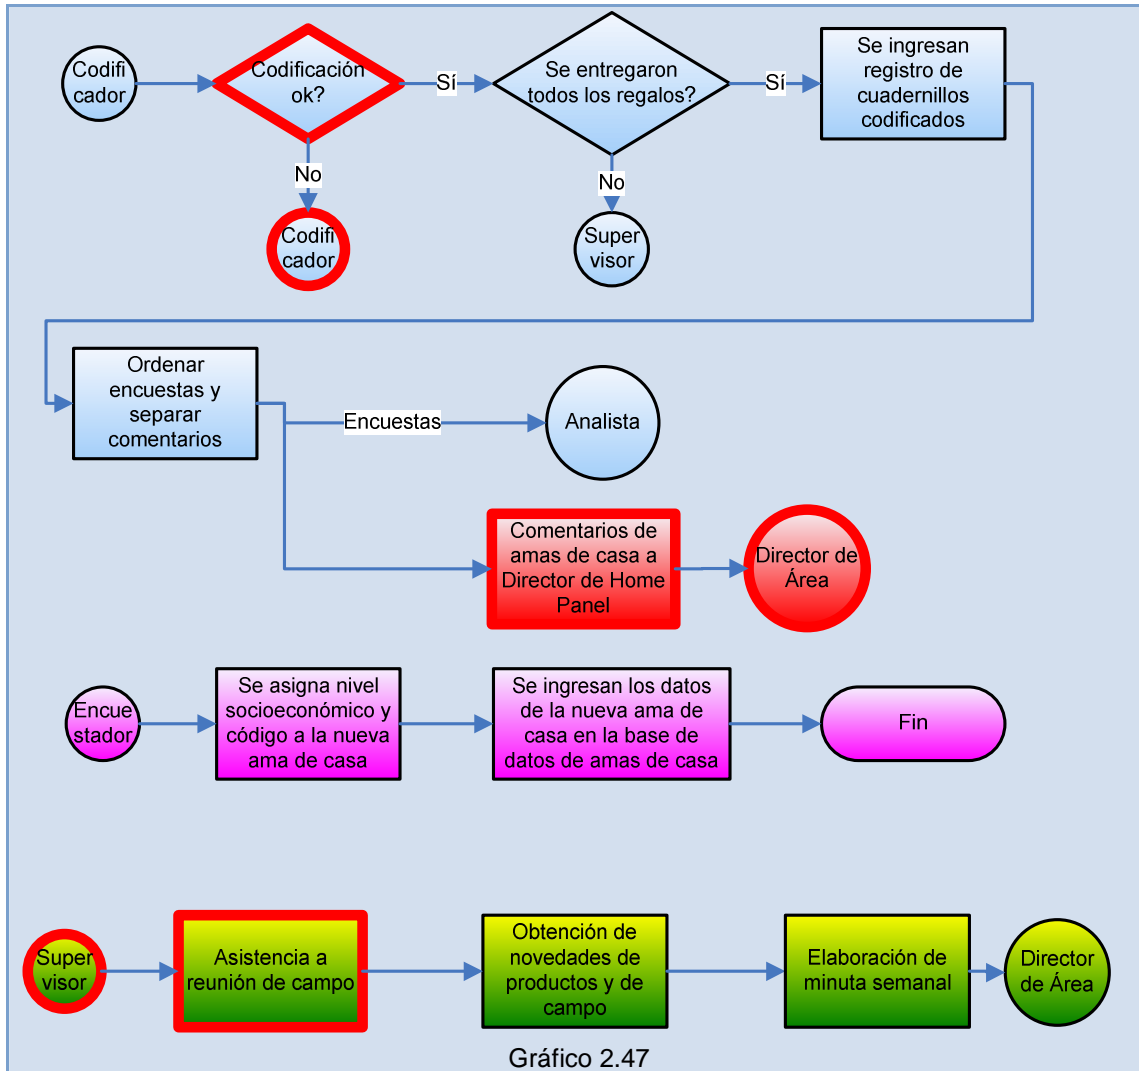 Codifi
cador
Codificación
ok?
Sí
Se entregaron
todos los regalos?
Sí
Se ingresan
registro de
cuadernillos
codificados
No
No
Codifi
cador
Super
visor
Ordenar
encuestas y
separar
comentarios
Encuestas
Analista
Comentarios de
amas de casa a
Director de Home
Panel
Director de
Área
Encue
stador
Se asigna nivel
socioeconómico y
código a la nueva
ama de casa
Se ingresan los datos
de la nueva ama de
casa en la base de
datos de amas de casa
Fin
Super
visor
Asistencia a
reunión de campo
Obtención de
novedades de
productos y de
campo
Elaboración de
minuta semanal
Director
de Área
Gráfico 2.47